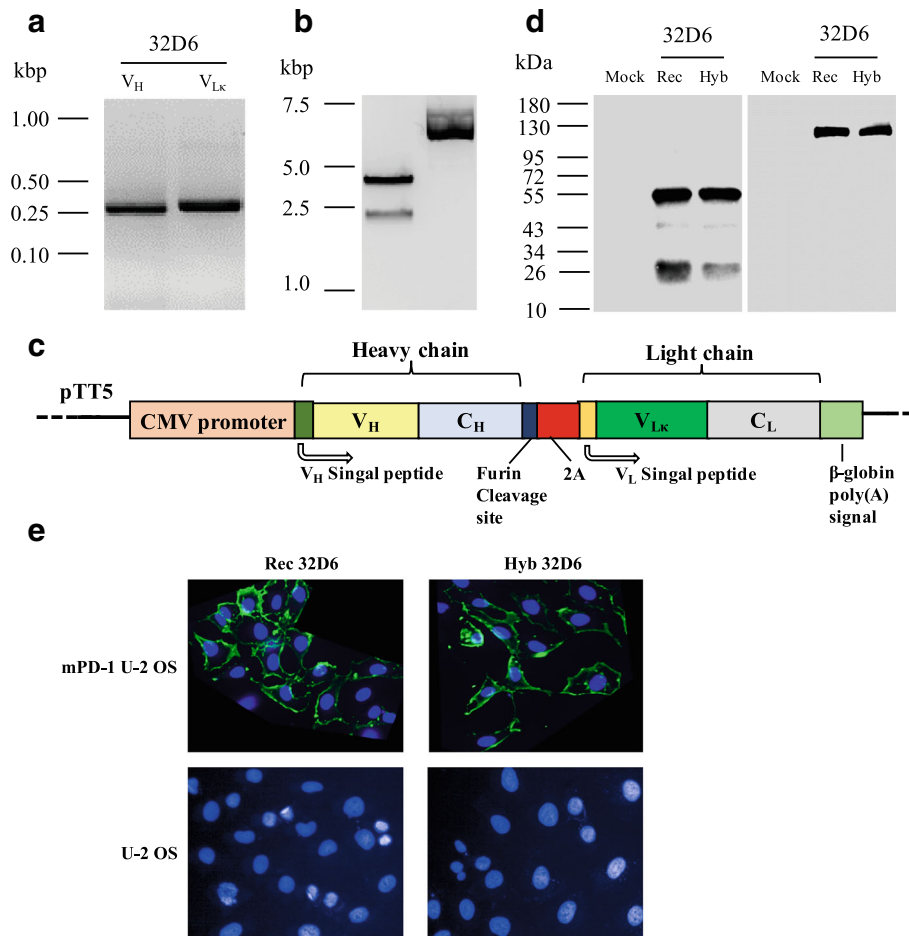 a
32D6
kbp
VH
VLκ
1.00
0.50
0.25
0.10
b
kbp
7.5
5.0
2.5
1.0
d
32D6
32D6
kDa
Mock Rec Hyb
Mock Rec Hyb
180
130
95
72
55
43
34
26
10
c
Heavy chain
Light chain
pTT5
CMV promoter
VH
CH
VLκ
CL
VH Singal peptide
Furin
Cleavage
site
2A
VL Singal peptide
β-globin
poly(A)
signal
e
Rec 32D6
Hyb 32D6
mPD-1 U-2 OS
U-2 OS